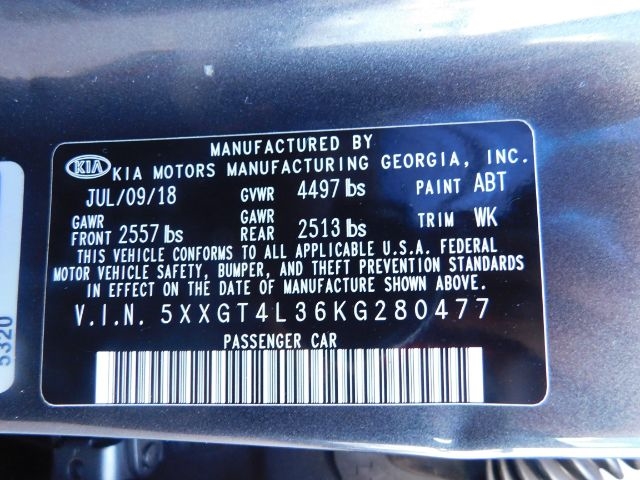 MANUFACTURED BY
KIA KIA MOTORS MANUFACTURING GEORGIA, INC.
JUL/09/18 GVWR 4497 lbs PAINT ABT
GAWR FRONT 2557 lbs GAWR REAR 2513 lbs TRIM WK
THIS VEHICLE CONFORMS TO ALL APPLICABLE U.S.A. FEDERAL
MOTOR VEHICLE SAFETY, BUMPER, AND THEFT PREVENTION STANDARDS
IN EFFECT ON THE DATE OF MANUFACTURE SHOWN ABOVE.
V.I.N. 5XXGT4L36KG280477
PASSENGER CAR
5320